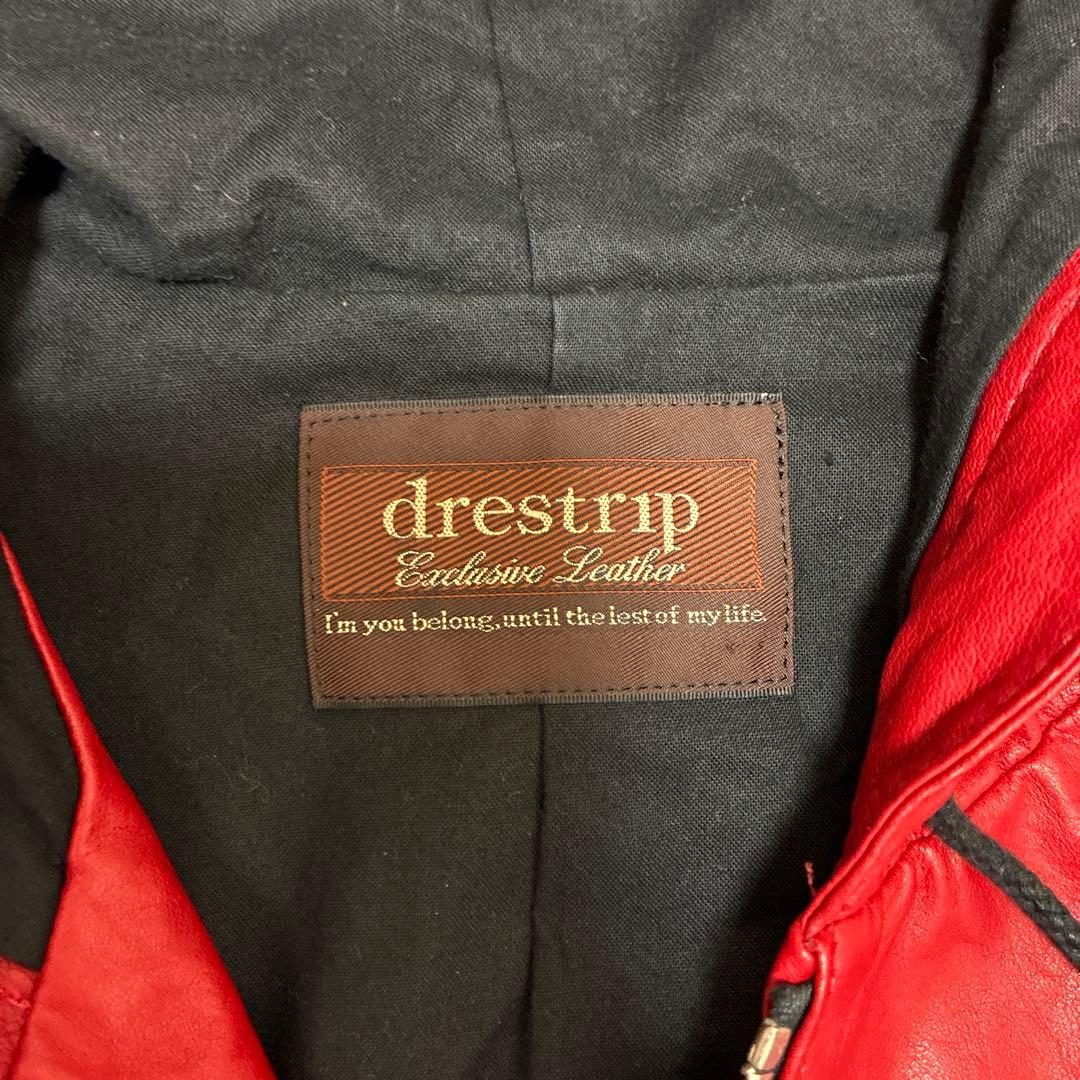 drestrip
Exclusive Leather
I'm you belong, until the lest of my life.